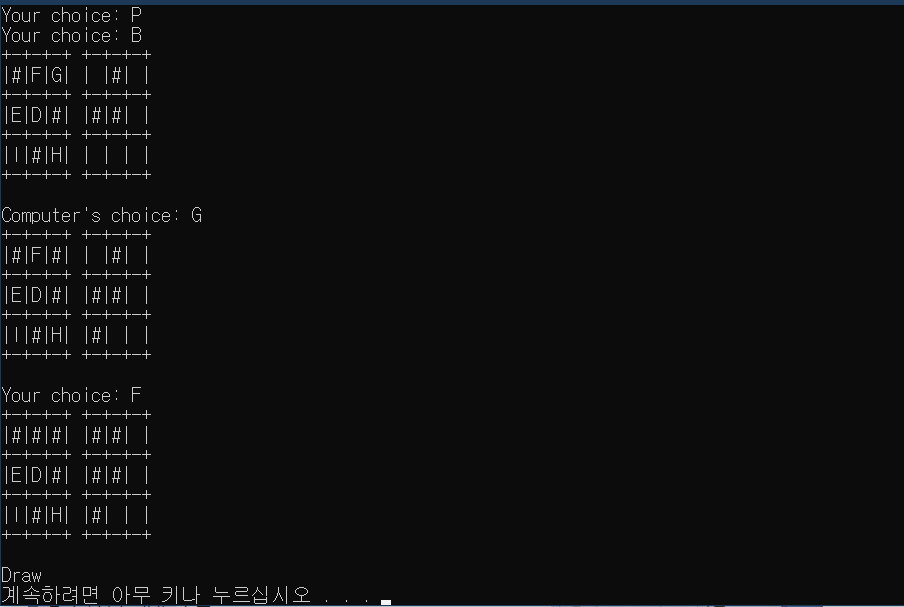 Your choice: P
Your choice: B
+-+-+-+ +-+-+-+
|#|F|G| | |#| |
+-+-+-+ +-+-+-+
|E|D|#| |#|#| |
+-+-+-+ +-+-+-+
|I|#|H| | | | |
+-+-+-+ +-+-+-+

Computer's choice: G
+-+-+-+ +-+-+-+
|#|F|#| | |#| |
+-+-+-+ +-+-+-+
|E|D|#| |#|#| |
+-+-+-+ +-+-+-+
|I|#|H| |#| | |
+-+-+-+ +-+-+-+

Your choice: F
+-+-+-+ +-+-+-+
|#|#|#| |#|#| |
+-+-+-+ +-+-+-+
|E|D|#| |#|#| |
+-+-+-+ +-+-+-+
|I|#|H| |#| | |
+-+-+-+ +-+-+-+

Draw
계속하려면 아무 키나 누르십시오 . . .